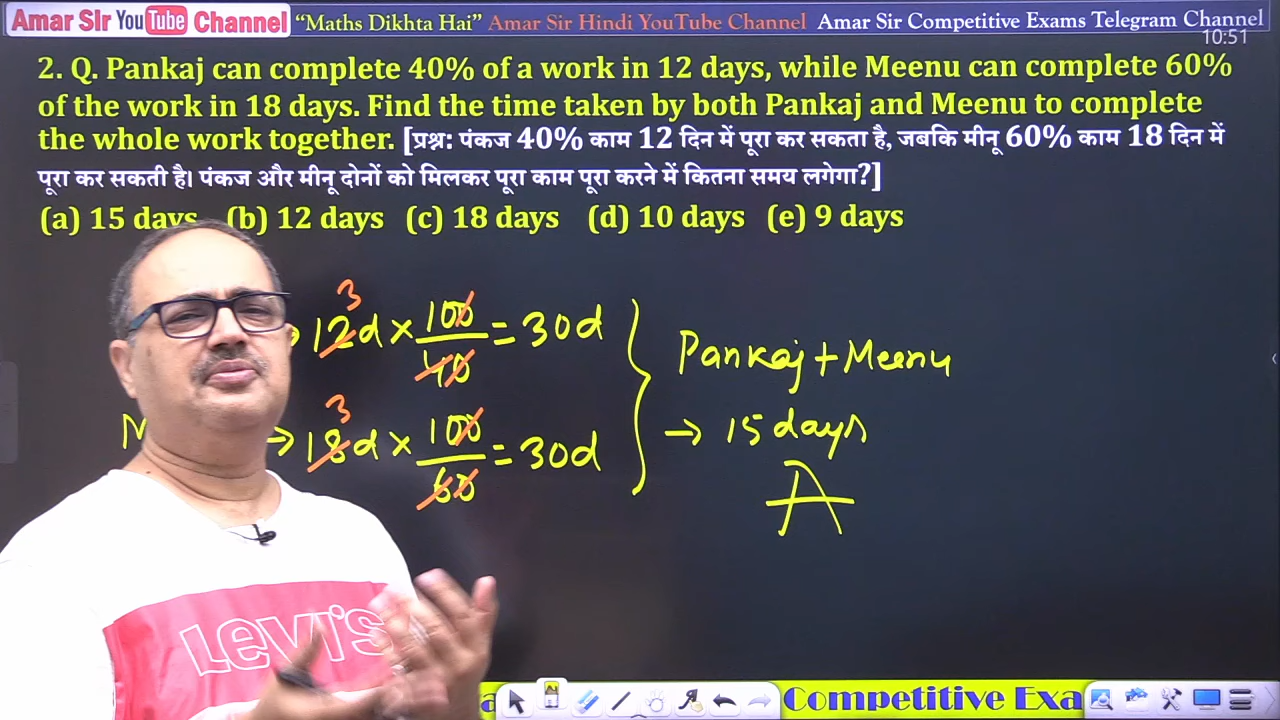 Amar SIr YouTube Channel "Maths Dikhta Hai" Amar Sir Hindi YouTube Channel Amar Sir Competitive Exams Telegram Channel
10:51
2. Q. Pankaj can complete 40% of a work in 12 days, while Meenu can complete 60%
of the work in 18 days. Find the time taken by both Pankaj and Meenu to complete
the whole work together. [प्रश्न: पंकज 40% काम 12 दिन में पूरा कर सकता है, जबकि मीनू 60% काम 18 दिन में
पूरा कर सकती है। पंकज और मीनू दोनों को मिलकर पूरा काम पूरा करने में कितना समय लगेगा?]
(a) 15 days (b) 12 days (c) 18 days (d) 10 days (e) 9 days
3
→ 12d × 100/40 = 30d
3
M → 18d × 100/60 = 30d
Pankaj + Meenu
→ 15 days
A
Levi's
a Competitive Exa